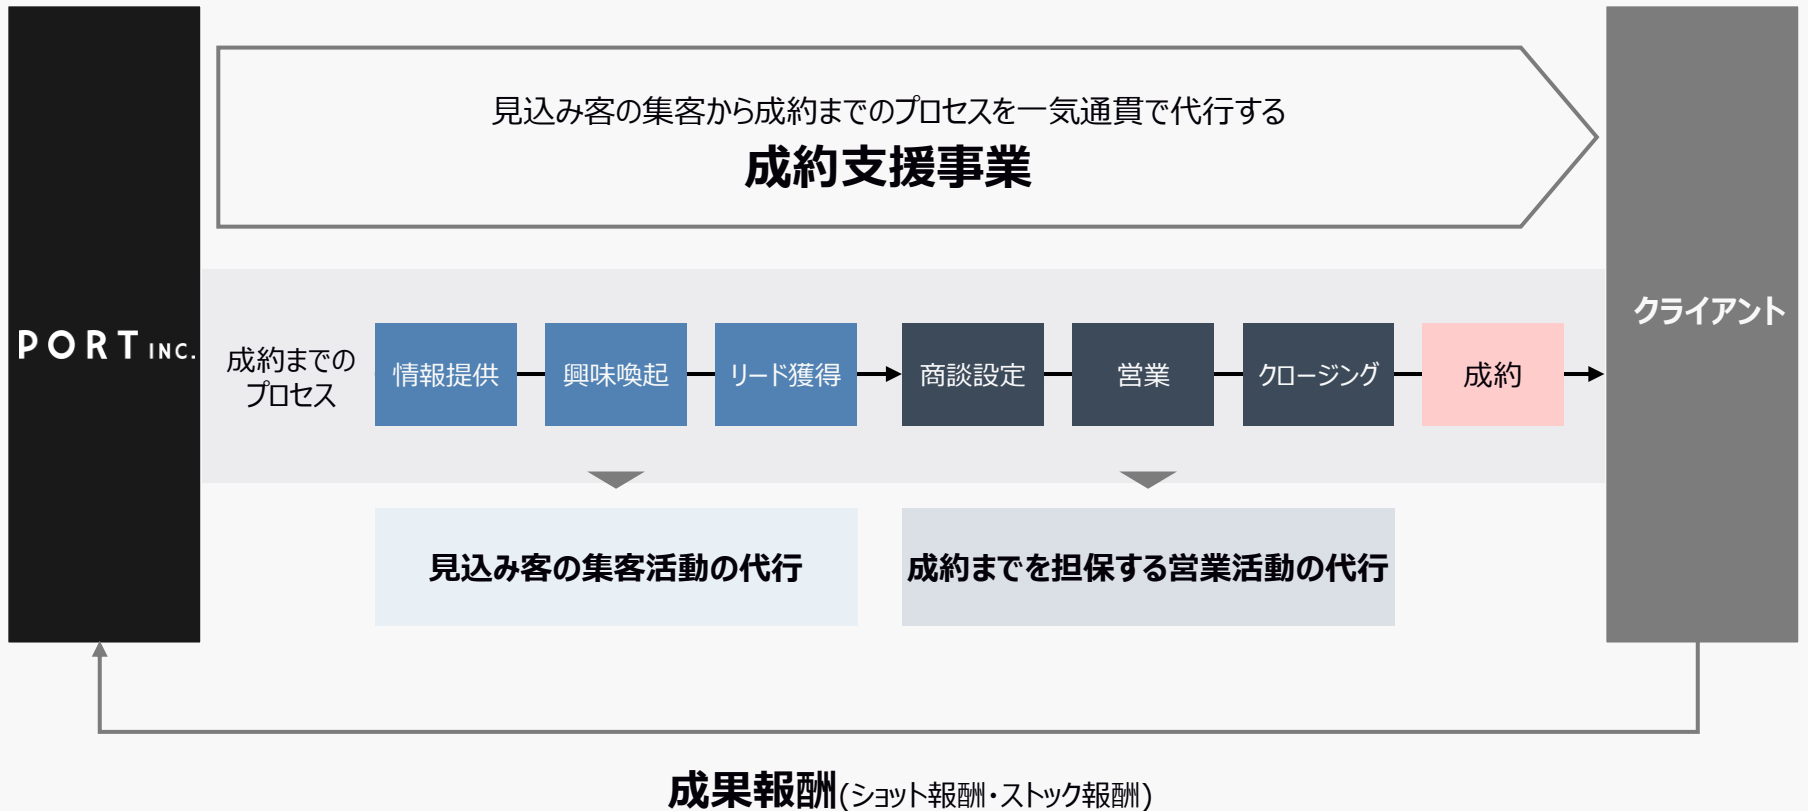 見込み客の集客から成約までのプロセスを一気通貫で代行する
成約支援事業
PORT INC.
クライアント
成約までの
プロセス
情報提供
興味喚起
リード獲得
商談設定
営業
クロージング
成約
見込み客の集客活動の代行
成約までを担保する営業活動の代行
成果報酬(ショット報酬・ストック報酬)